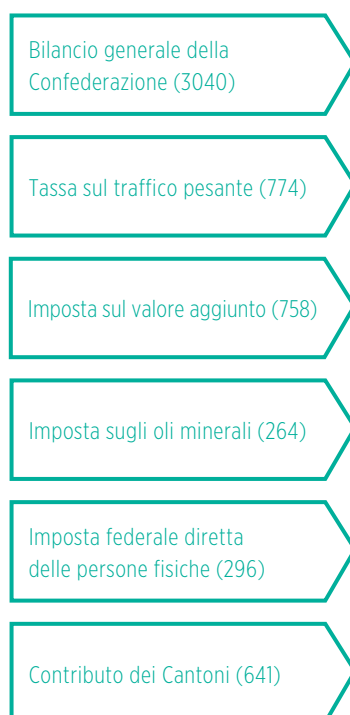 Bilancio generale della
Confederazione (3040)
Tassa sul traffico pesante (774)
Imposta sul valore aggiunto (758)
Imposta sugli oli minerali (264)
Imposta federale diretta
delle persone fisiche (296)
Contributo dei Cantoni (641)